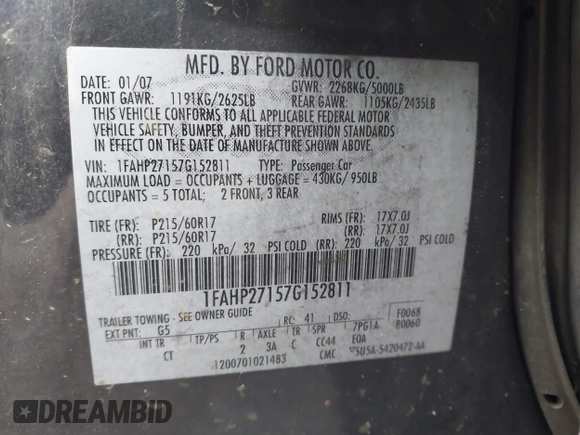 MFD. BY FORD MOTOR CO.
DATE: 01/07 GVWR: 2268KG/5000LB
FRONT GAWR: 1191KG/2625LB REAR GAWR: 1105KG/2435LB
THIS VEHICLE CONFORMS TO ALL APPLICABLE FEDERAL MOTOR
VEHICLE SAFETY, BUMPER, AND THEFT PREVENTION STANDARDS
IN EFFECT ON THE DATE OF MANUFACTURE SHOWN ABOVE.
VIN: 1FAHP27157G152811 TYPE: Passenger Car
MAXIMUM LOAD = OCCUPANTS + LUGGAGE = 430KG/950LB
OCCUPANTS = 5 TOTAL; 2 FRONT, 3 REAR
TIRE (FR): P215/60R17 RIMS (FR): 17X7.0J
(RR): P215/60R17 (RR): 17X7.0J
PRESSURE (FR): 220 kPa/ 32 PSI COLD (RR): 220 kPa/ 32 PSI COLD
1FAHP27157G152811
TRAILER TOWING - SEE OWNER GUIDE
EXT PNT: G5 RC: 41 DSO: F0068
R0060
INT TR TP/PS R AXLE TR SPR 7PG1A
CT 2 3A C CC44 EOA
1200701021483 CMC 5U5A-5420472-AA
AUTOBIDMASTER
DREAMBID